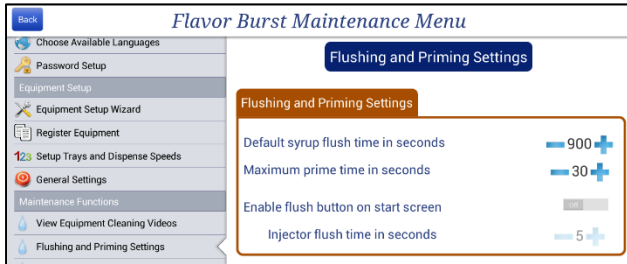 Back
Flavor Burst Maintenance Menu
Choose Available Languages
Password Setup
Equipment Setup
Equipment Setup Wizard
Register Equipment
123 Setup Trays and Dispense Speeds
General Settings
Maintenance Functions
View Equipment Cleaning Videos
Flushing and Priming Settings
Flushing and Priming Settings
Flushing and Priming Settings
Default syrup flush time in seconds 900
Maximum prime time in seconds 30
Enable flush button on start screen Off
Injector flush time in seconds 5